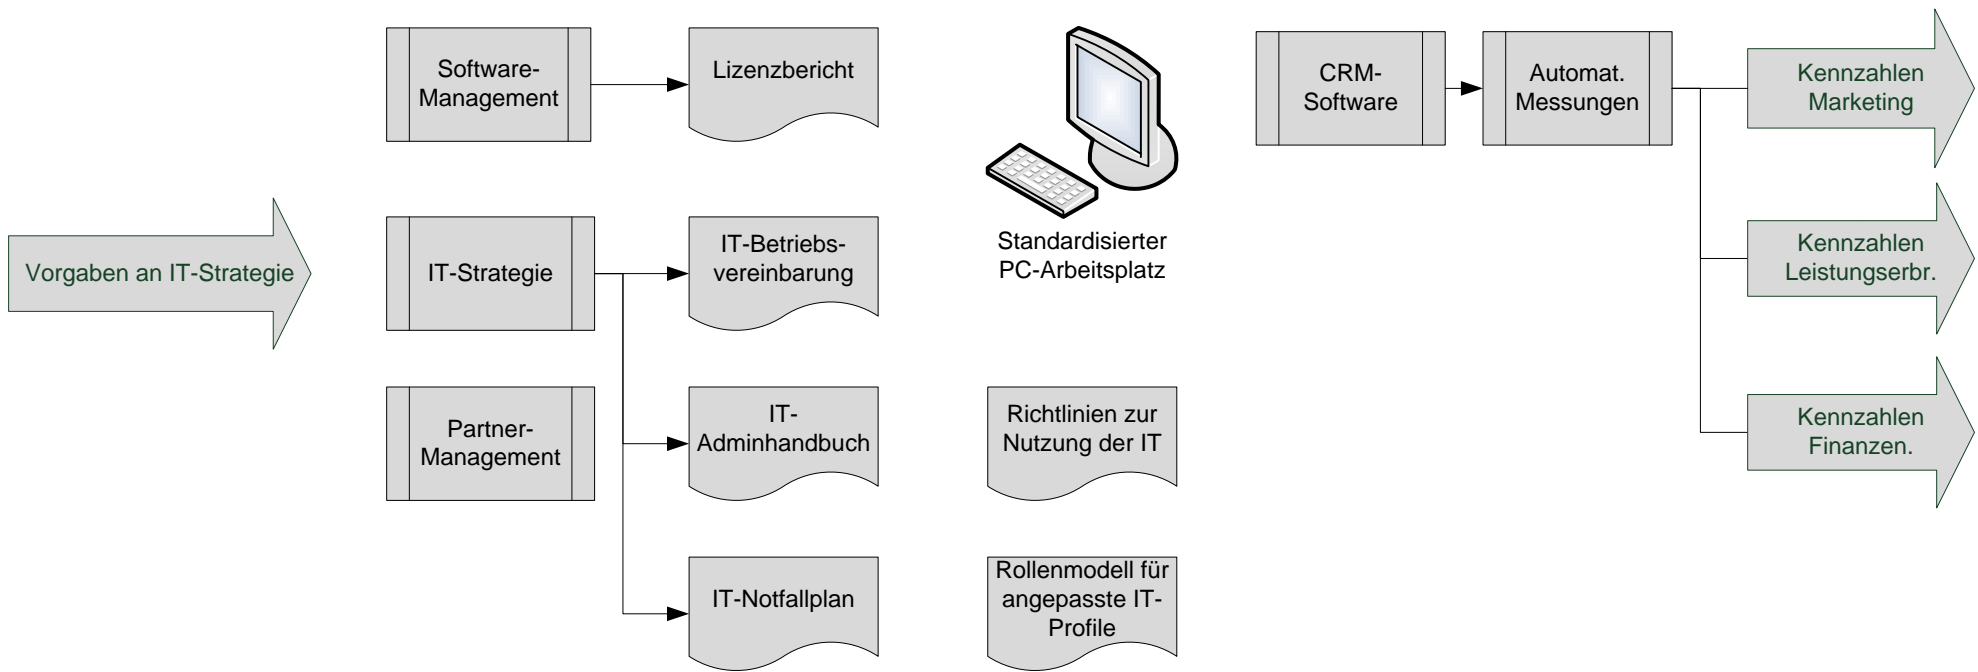 Software-
Management
Lizenzbericht
CRM-
Software
Automat.
Messungen
Kennzahlen
Marketing
Vorgaben an IT-Strategie
IT-Strategie
IT-Betriebs-
vereinbarung
Standardisierter
PC-Arbeitsplatz
Kennzahlen
Leistungserbr.
Partner-
Management
IT-
Adminhandbuch
Richtlinien zur
Nutzung der IT
Kennzahlen
Finanzen.
IT-Notfallplan
Rollenmodell für
angepasste IT-
Profile